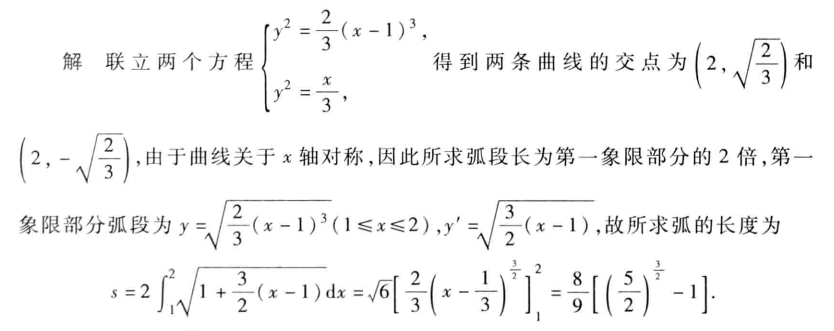 解 联立两个方程 $\begin{cases} y^2 = \frac{2}{3}(x-1)^3, \\ y^2 = \frac{x}{3}, \end{cases}$ 得到两条曲线的交点为 $\left(2, \sqrt{\frac{2}{3}}\right)$ 和
$\left(2, -\sqrt{\frac{2}{3}}\right)$,由于曲线关于 x 轴对称,因此所求弧段长为第一象限部分的 2 倍,第一
象限部分弧段为 $y = \sqrt{\frac{2}{3}(x-1)^3}$ $(1 \leqslant x \leqslant 2)$, $y' = \sqrt{\frac{3}{2}(x-1)}$,故所求弧的长度为
$s = 2\int_1^2 \sqrt{1 + \frac{3}{2}(x-1)}\mathrm{d}x = \sqrt{6}\left[\frac{2}{3}\left(x - \frac{1}{3}\right)^{\frac{3}{2}}\right]_1^2 = \frac{8}{9}\left[\left(\frac{5}{2}\right)^{\frac{3}{2}} - 1\right].$